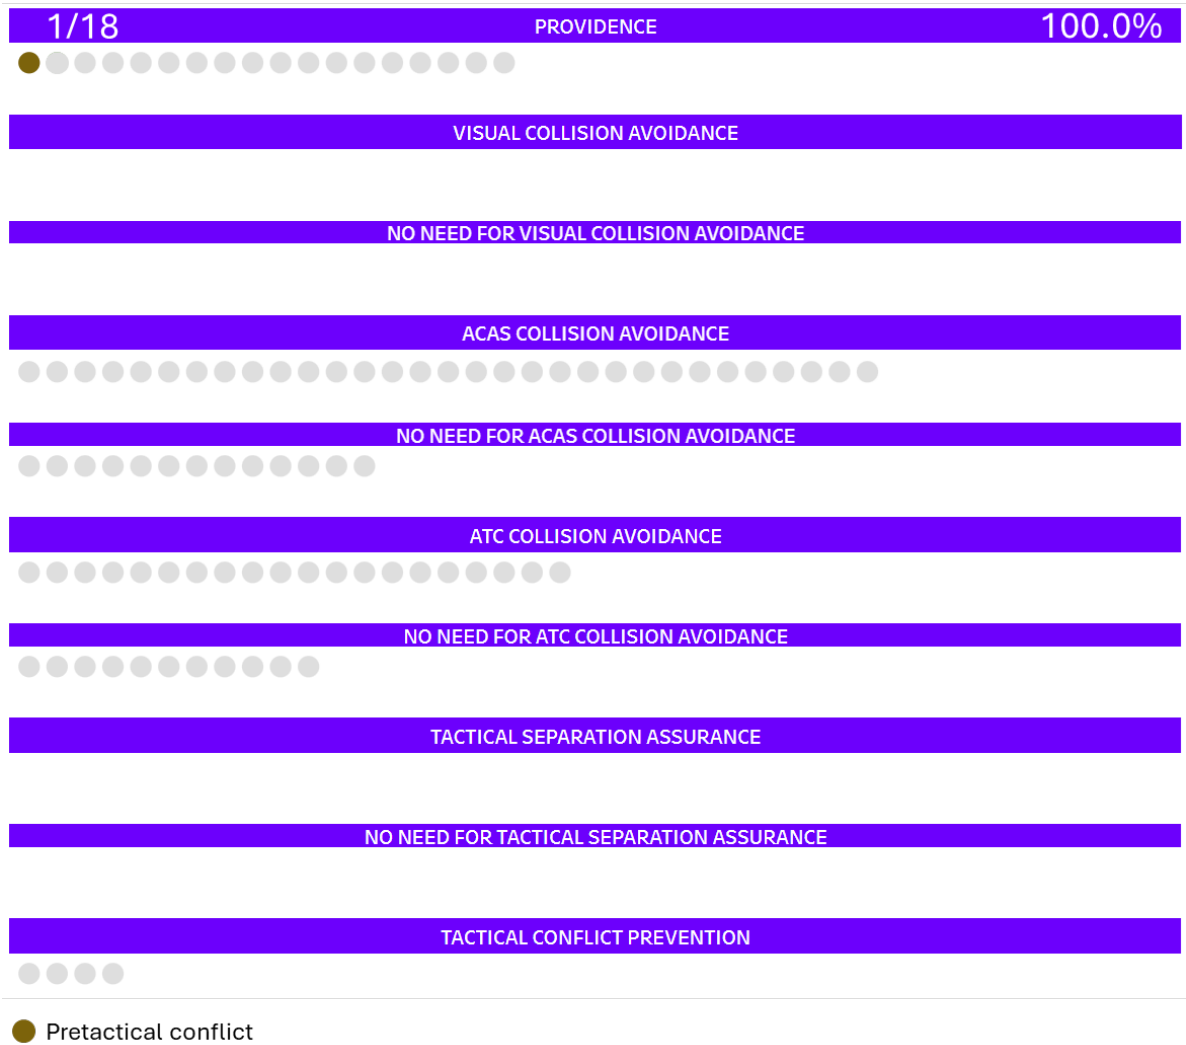 1/18 PROVIDENCE 100.0%
VISUAL COLLISION AVOIDANCE
NO NEED FOR VISUAL COLLISION AVOIDANCE
ACAS COLLISION AVOIDANCE
NO NEED FOR ACAS COLLISION AVOIDANCE
ATC COLLISION AVOIDANCE
NO NEED FOR ATC COLLISION AVOIDANCE
TACTICAL SEPARATION ASSURANCE
NO NEED FOR TACTICAL SEPARATION ASSURANCE
TACTICAL CONFLICT PREVENTION
Pretactical conflict